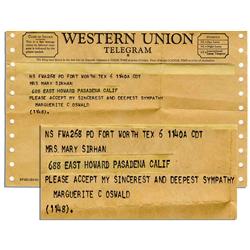 WESTERN UNION
TELEGRAM
NS FWA268 PD FORT WORTH TEX 6 1140A CDT
MRS. MARY SIRHAN
688 EAST HOWARD PASADENA CALIF
PLEASE ACCEPT MY SINCEREST AND DEEPEST SYMPATHY
MARGUERITE C OSWALD
(1148).
NS FWA268 PD FORT WORTH TEX 6 1140A CDT
MRS. MARY SIRHAN
688 EAST HOWARD PASADENA CALIF
PLEASE ACCEPT MY SINCEREST AND DEEPEST SYMPATHY
MARGUERITE C OSWALD
(1148).